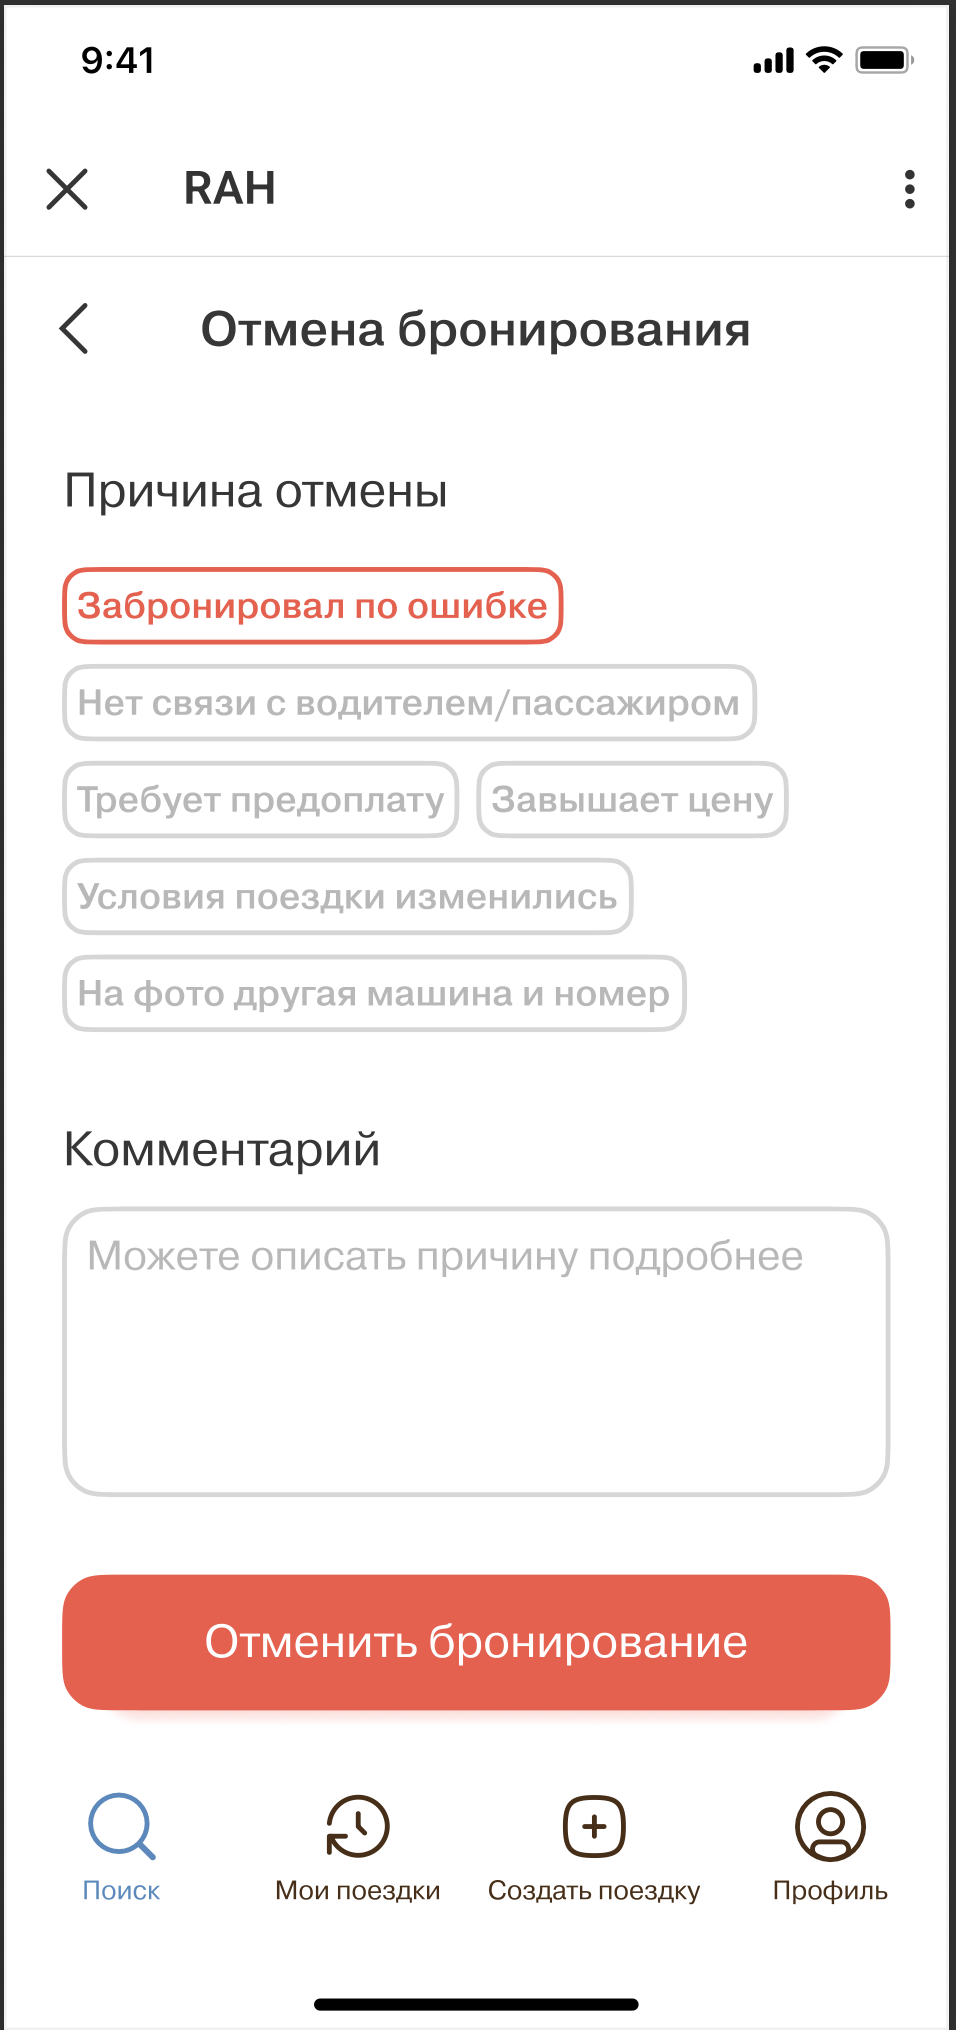 9:41
RAH
Отмена бронирования
Причина отмены
Забронировал по ошибке
Нет связи с водителем/пассажиром
Требует предоплату Завышает цену
Условия поездки изменились
На фото другая машина и номер
Комментарий
Можете описать причину подробнее
Отменить бронирование
Поиск Мои поездки Создать поездку Профиль